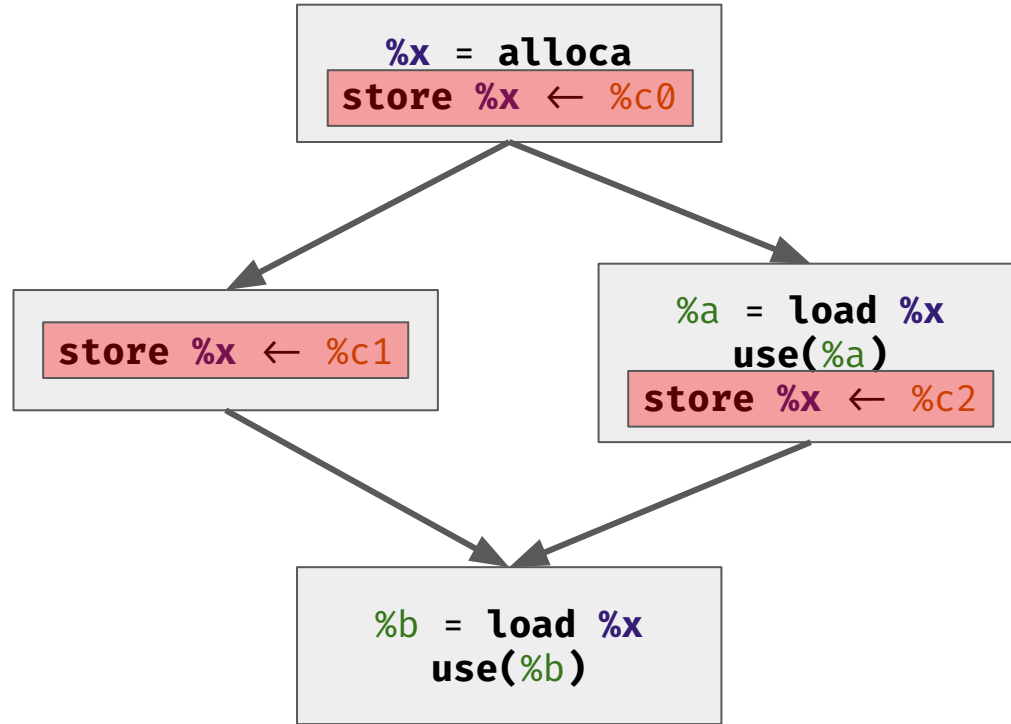 %x = alloca
store %x ← %c0
store %x ← %c1
%a = load %x
use(%a)
store %x ← %c2
%b = load %x
use(%b)